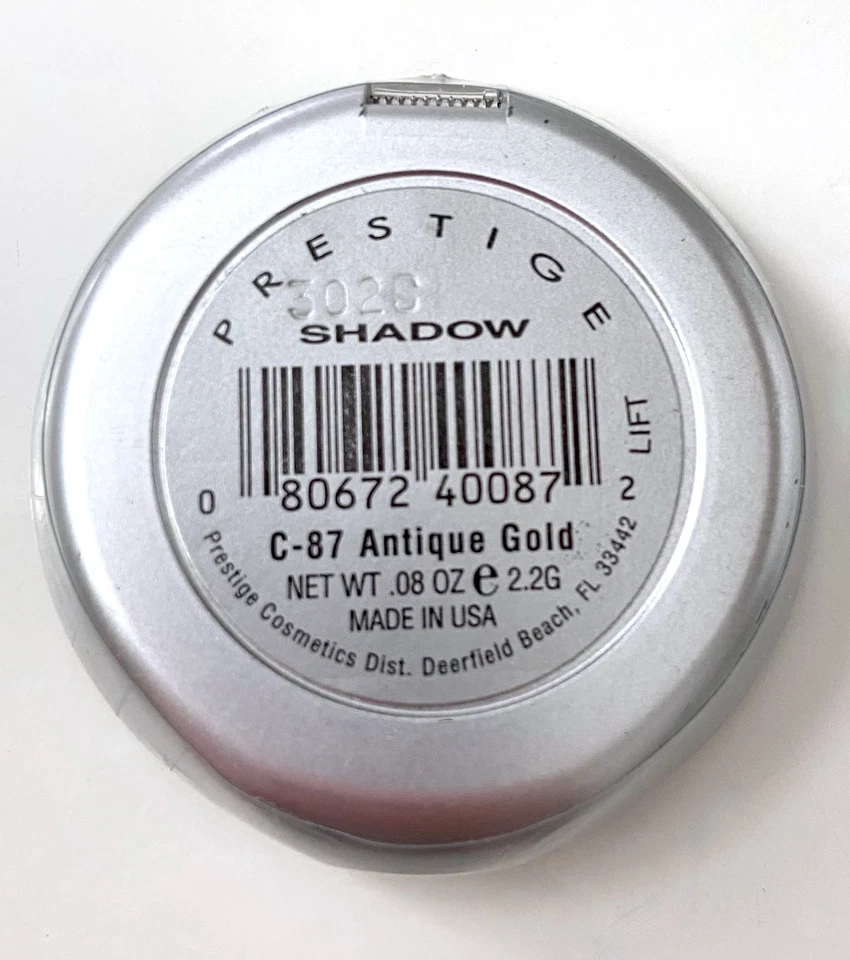 PRESTIGE
SHADOW
LIFT
0 80672 40087 2
C-87 Antique Gold
NET WT .08 OZ e 2.2G
MADE IN USA
Prestige Cosmetics Dist. Deerfield Beach, FL 33442